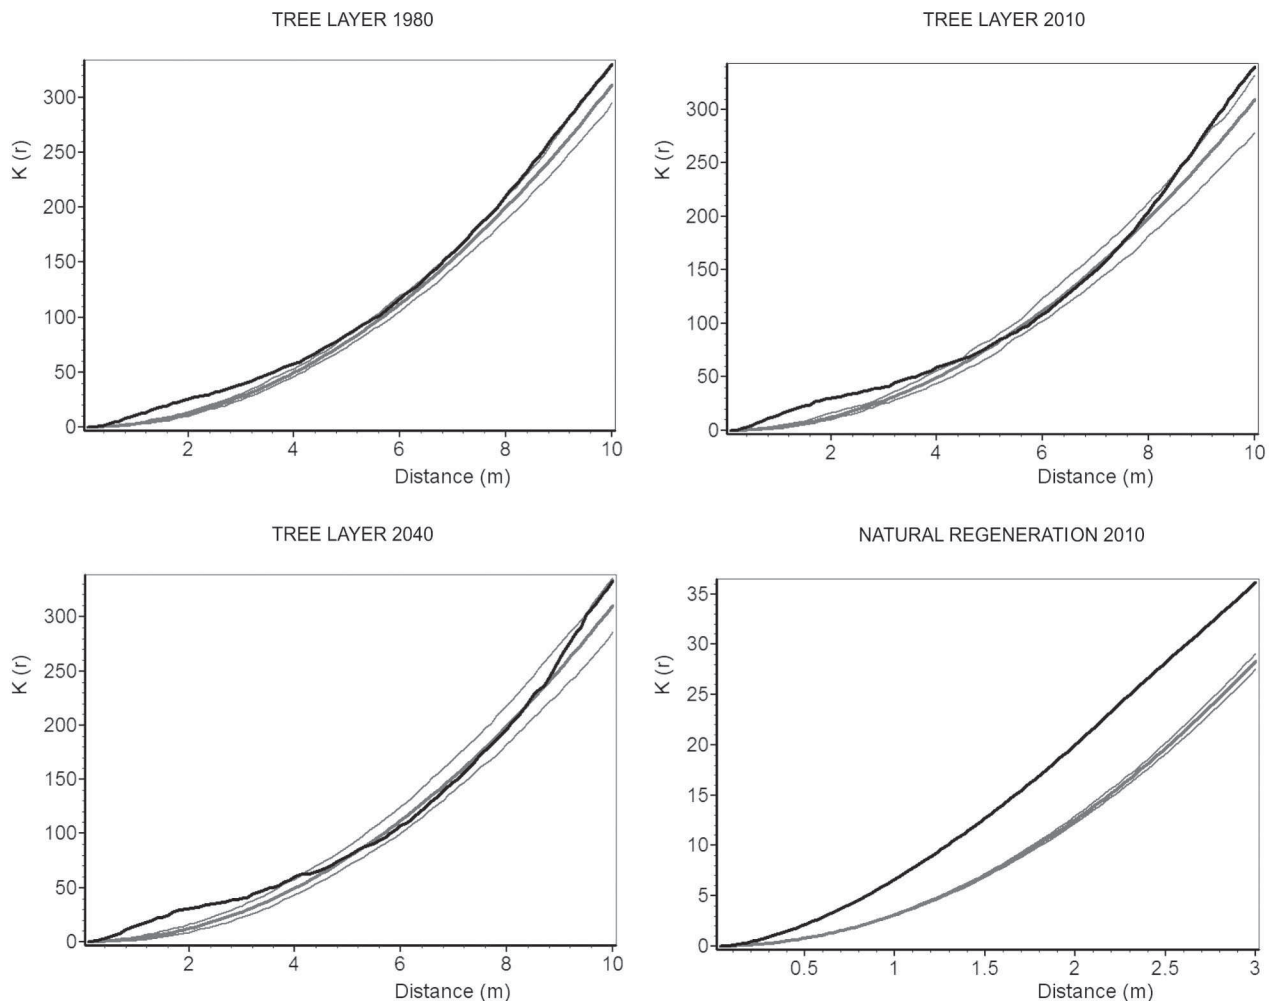 TREE LAYER 1980
K (r)
300
250
200
150
100
50
0
2 4 6 8 10
Distance (m)
TREE LAYER 2010
K (r)
300
250
200
150
100
50
0
2 4 6 8 10
Distance (m)
TREE LAYER 2040
K (r)
300
250
200
150
100
50
0
2 4 6 8 10
Distance (m)
NATURAL REGENERATION 2010
K (r)
35
30
25
20
15
10
5
0
0.5 1 1.5 2 2.5 3
Distance (m)